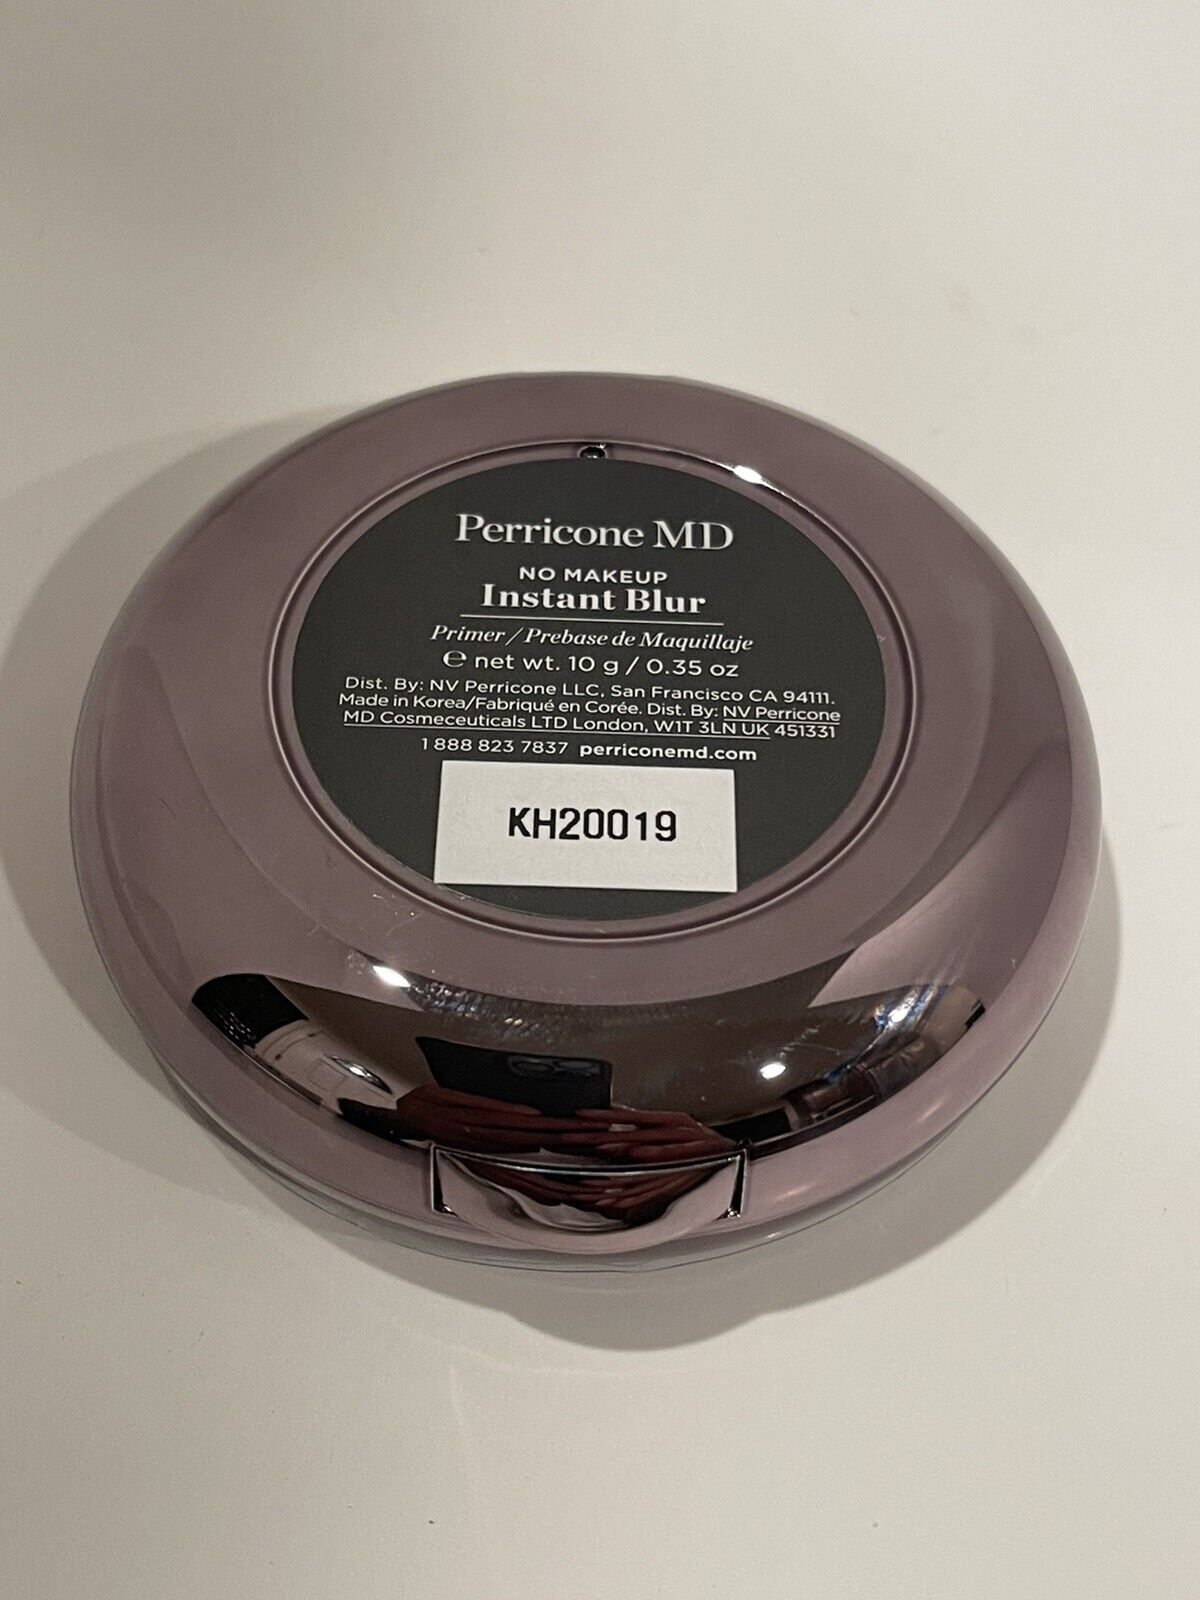 Perricone MD
NO MAKEUP
Instant Blur
Primer / Prebase de Maquillaje
℮ net wt. 10 g / 0.35 oz
Dist. By: NV Perricone LLC, San Francisco CA 94111.
Made in Korea/Fabriqué en Corée. Dist. By: NV Perricone
MD Cosmeceuticals LTD London, W1T 3LN UK 451331
1 888 823 7837 perriconemd.com
KH20019